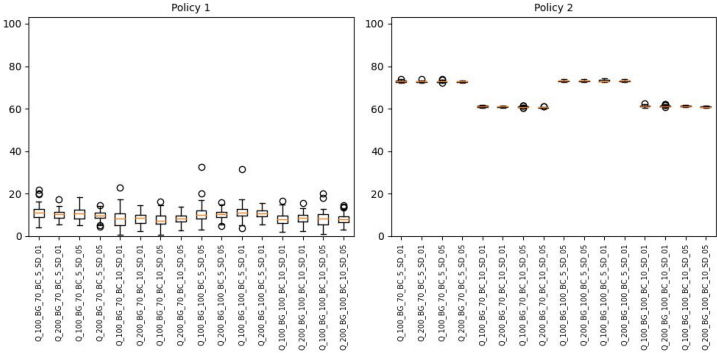 Policy 1
100
80
60
40
20
0
Q_100_BG_70_BC_5_SD_01
Q_200_BG_70_BC_5_SD_01
Q_100_BG_70_BC_5_SD_05
Q_200_BG_70_BC_5_SD_05
Q_100_BG_70_BC_10_SD_01
Q_200_BG_70_BC_10_SD_01
Q_100_BG_70_BC_10_SD_05
Q_200_BG_70_BC_10_SD_05
Q_100_BG_100_BC_5_SD_05
Q_200_BG_100_BC_5_SD_05
Q_100_BG_100_BC_5_SD_01
Q_200_BG_100_BC_5_SD_01
Q_100_BG_100_BC_10_SD_01
Q_200_BG_100_BC_10_SD_01
Q_100_BG_100_BC_10_SD_05
Q_200_BG_100_BC_10_SD_05
Policy 2
100
80
60
40
20
0
Q_100_BG_70_BC_5_SD_01
Q_200_BG_70_BC_5_SD_01
Q_100_BG_70_BC_5_SD_05
Q_200_BG_70_BC_5_SD_05
Q_100_BG_70_BC_10_SD_01
Q_200_BG_70_BC_10_SD_01
Q_100_BG_70_BC_10_SD_05
Q_200_BG_70_BC_10_SD_05
Q_100_BG_100_BC_5_SD_05
Q_200_BG_100_BC_5_SD_05
Q_100_BG_100_BC_5_SD_01
Q_200_BG_100_BC_5_SD_01
Q_100_BG_100_BC_10_SD_01
Q_200_BG_100_BC_10_SD_01
Q_100_BG_100_BC_10_SD_05
Q_200_BG_100_BC_10_SD_05